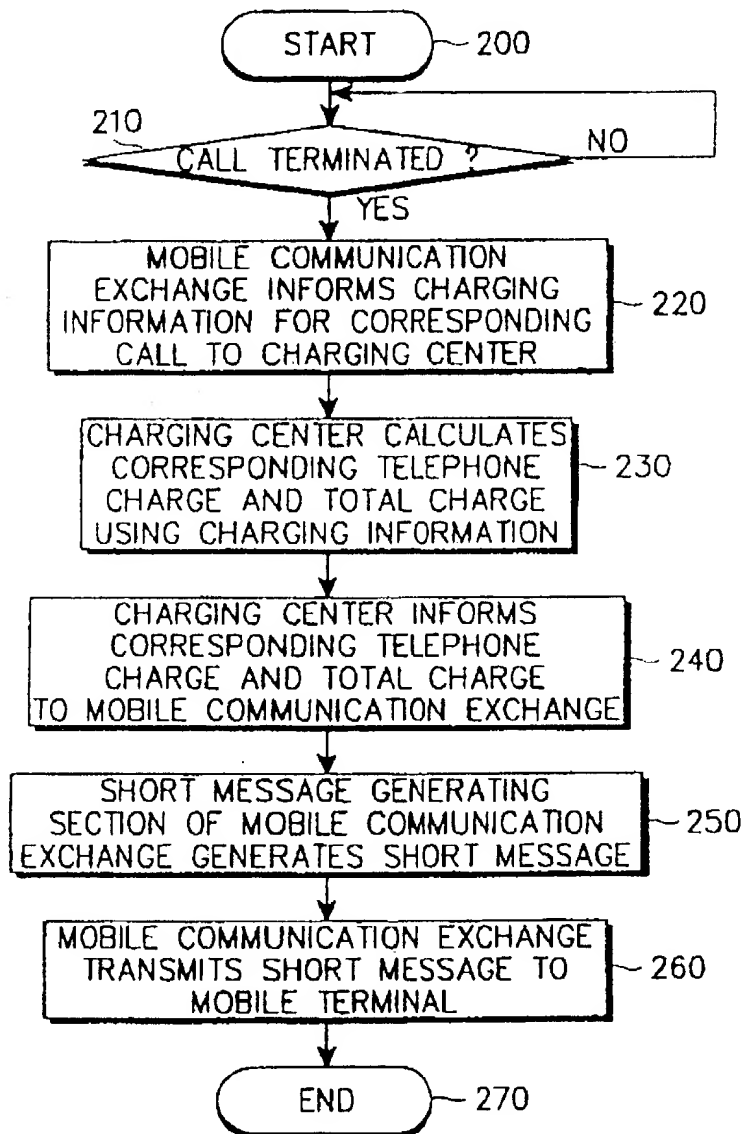 START
200
210
CALL TERMINATED ?
NO
YES
MOBILE COMMUNICATION
EXCHANGE INFORMS CHARGING
INFORMATION FOR CORRESPONDING
CALL TO CHARGING CENTER
220
CHARGING CENTER CALCULATES
CORRESPONDING TELEPHONE
CHARGE AND TOTAL CHARGE
USING CHARGING INFORMATION
230
CHARGING CENTER INFORMS
CORRESPONDING TELEPHONE
CHARGE AND TOTAL CHARGE
TO MOBILE COMMUNICATION EXCHANGE
240
SHORT MESSAGE GENERATING
SECTION OF MOBILE COMMUNICATION
EXCHANGE GENERATES SHORT MESSAGE
250
MOBILE COMMUNICATION EXCHANGE
TRANSMITS SHORT MESSAGE TO
MOBILE TERMINAL
260
END
270